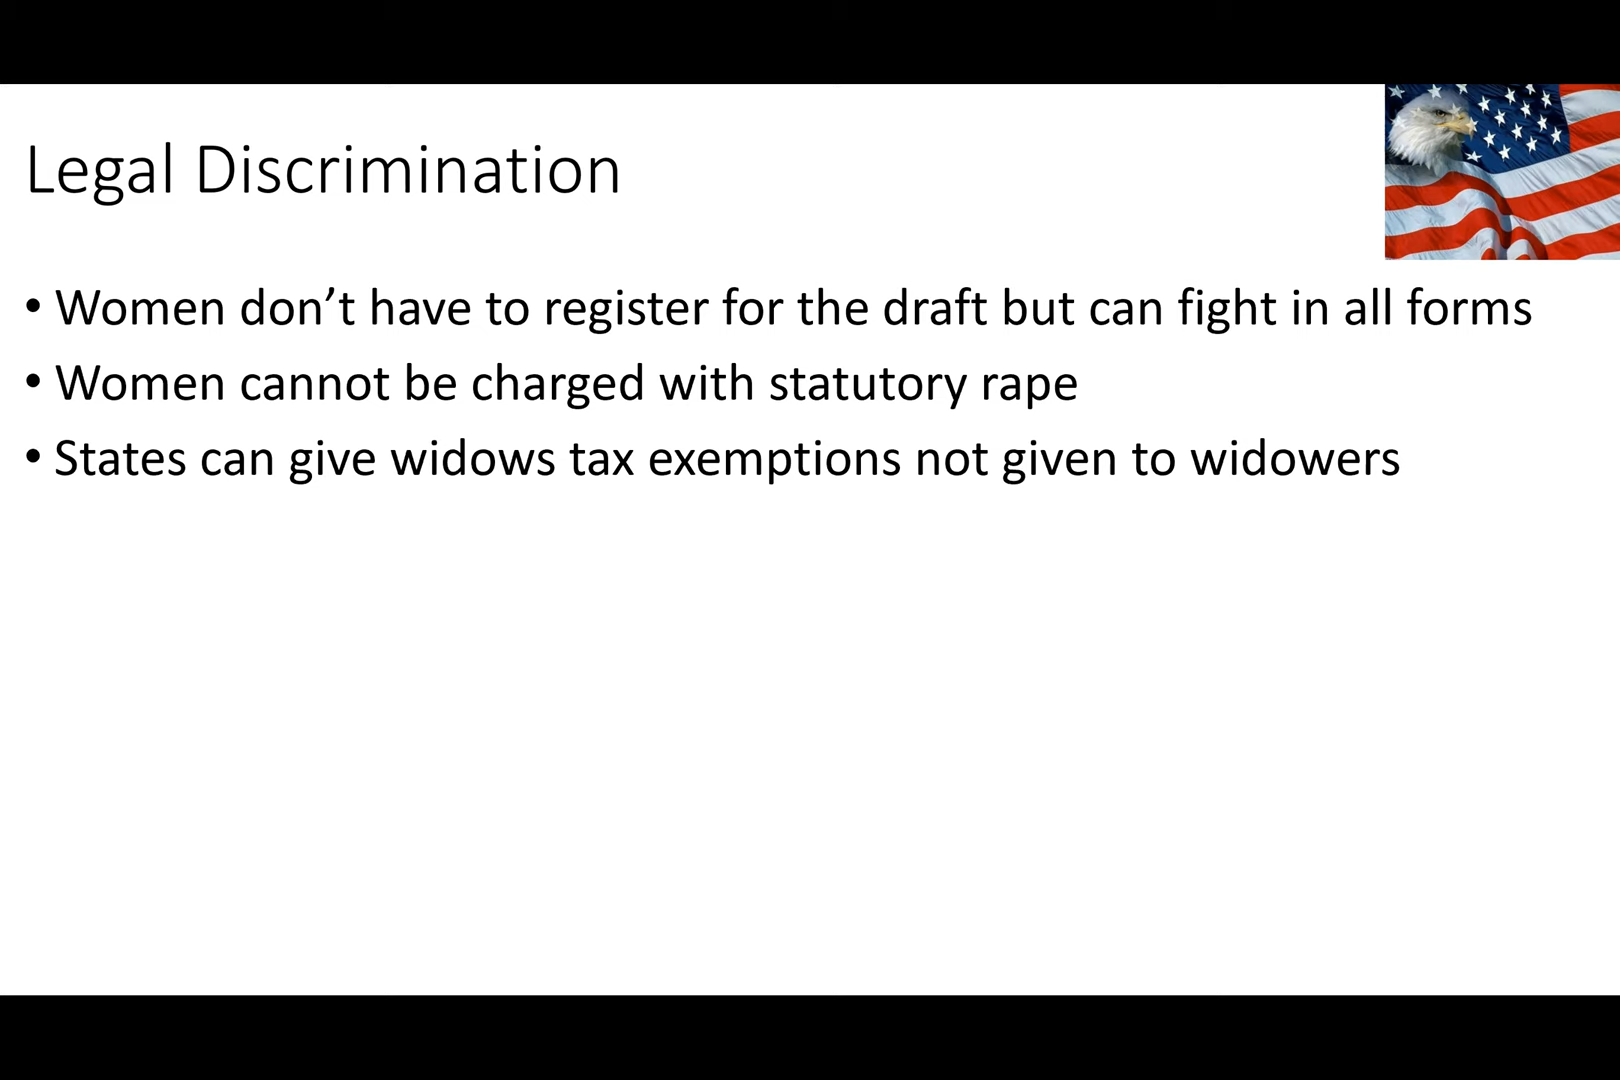 Legal Discrimination
• Women don’t have to register for the draft but can fight in all forms
• Women cannot be charged with statutory rape
• States can give widows tax exemptions not given to widowers